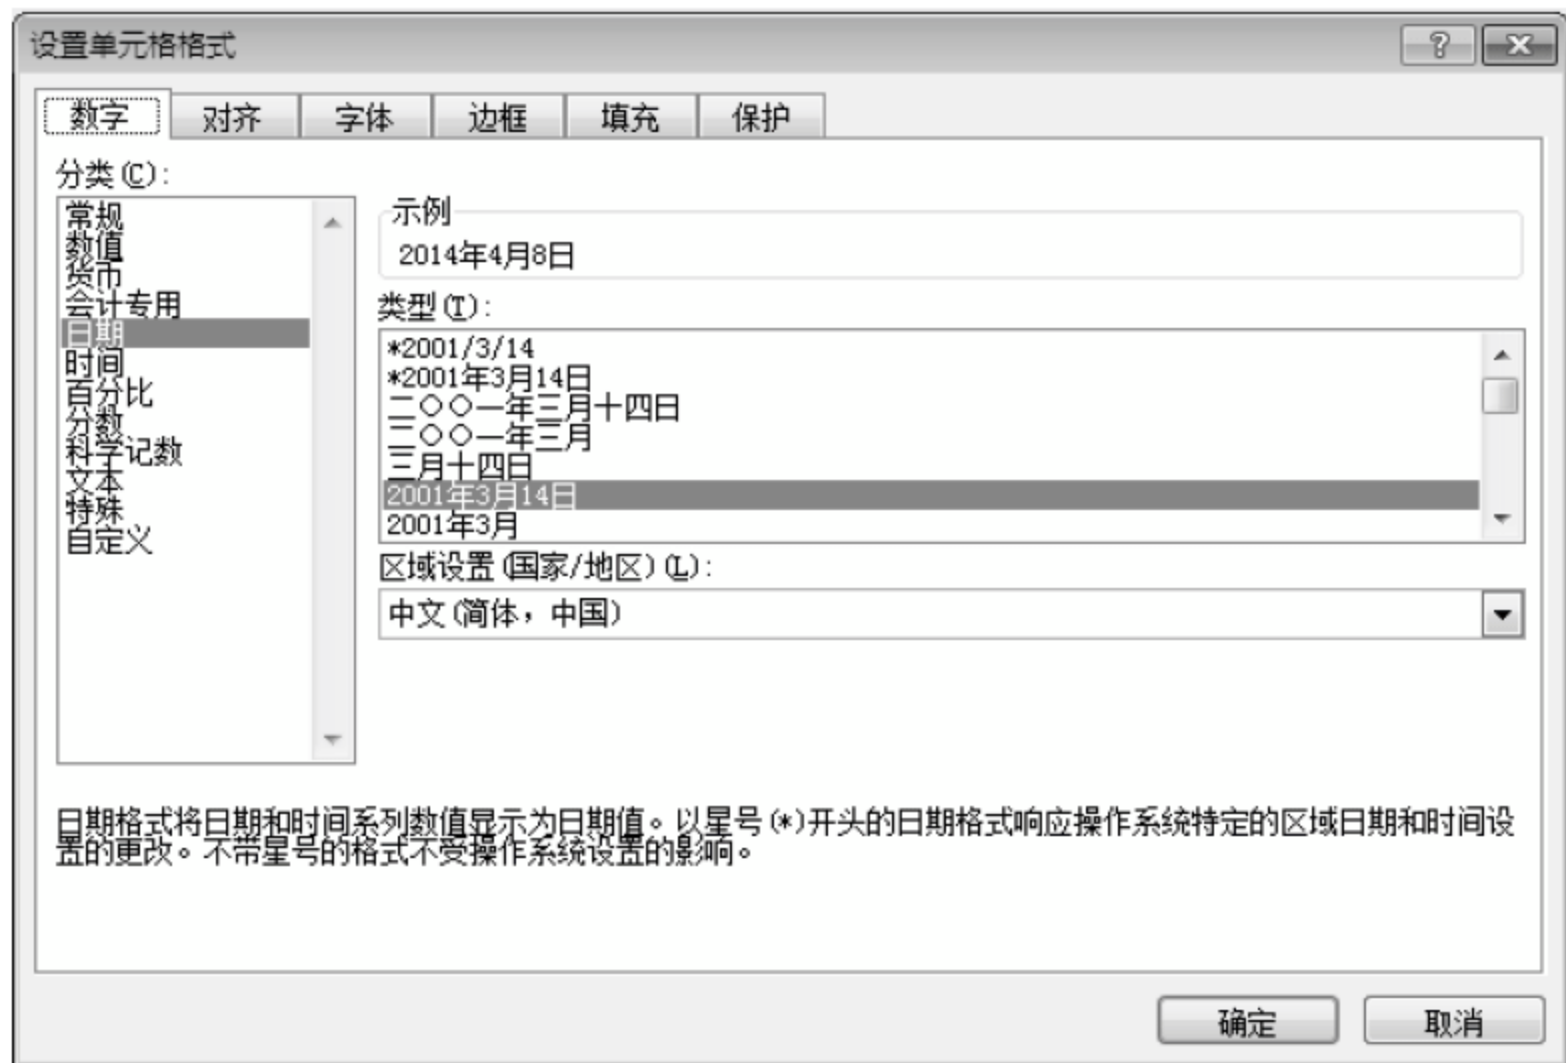 设置单元格格式
数字 对齐 字体 边框 填充 保护
分类(C):
常规
数值
货币
会计专用
日期
时间
百分比
分数
科学记数
文本
特殊
自定义
示例
2014年4月8日
类型(T):
*2001/3/14
*2001年3月14日
二〇〇一年三月十四日
二〇〇一年三月
三月十四日
2001年3月14日
2001年3月
区域设置(国家/地区)(L):
中文(简体，中国)
日期格式将日期和时间系列数值显示为日期值。以星号(*)开头的日期格式响应操作系统特定的区域日期和时间设
置的更改。不带星号的格式不受操作系统设置的影响。
确定 取消